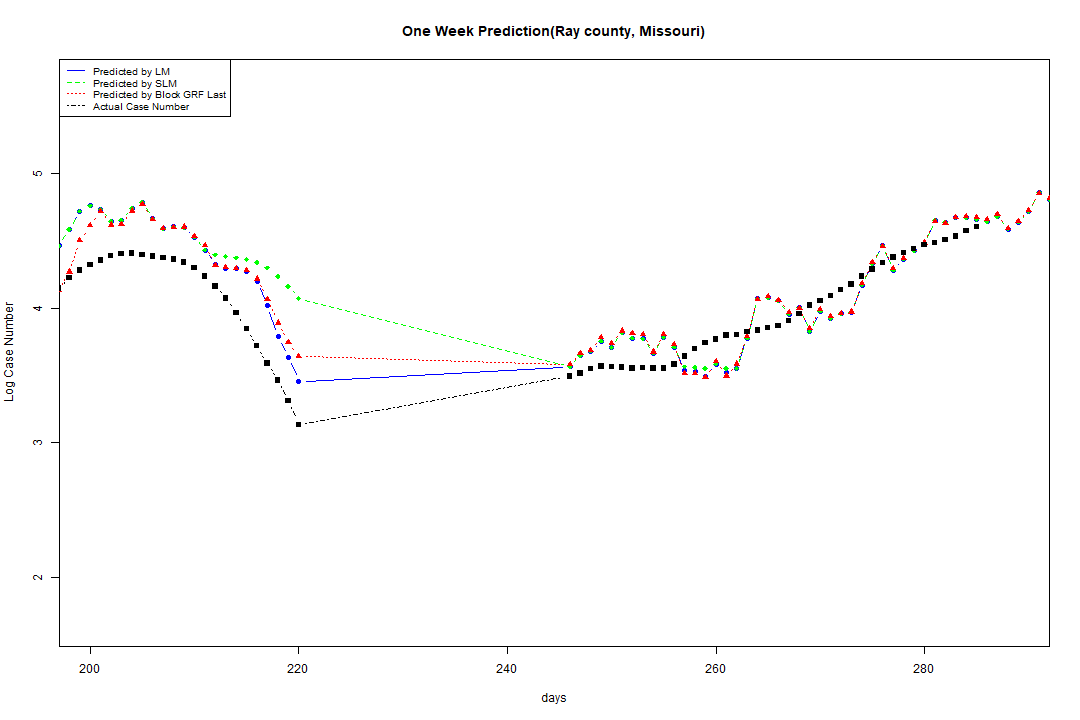 One Week Prediction(Ray county, Missouri)
Predicted by LM
Predicted by SLM
Predicted by Block GRF Last
Actual Case Number
5
4
3
2
Log Case Number
200 220 240 260 280
days